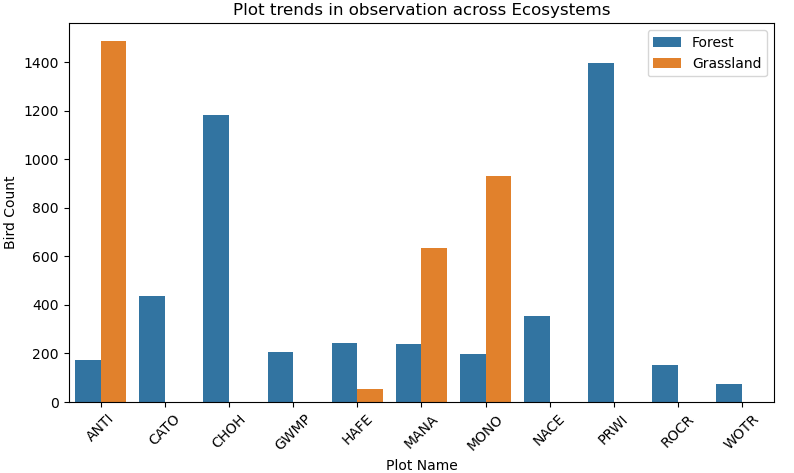 Plot trends in observation across Ecosystems
Forest
Grassland
Bird Count
1400
1200
1000
800
600
400
200
0
ANTI
CATO
CHOH
GWMP
HAFE
MANA
MONO
NACE
PRWI
ROCR
WOTR
Plot Name